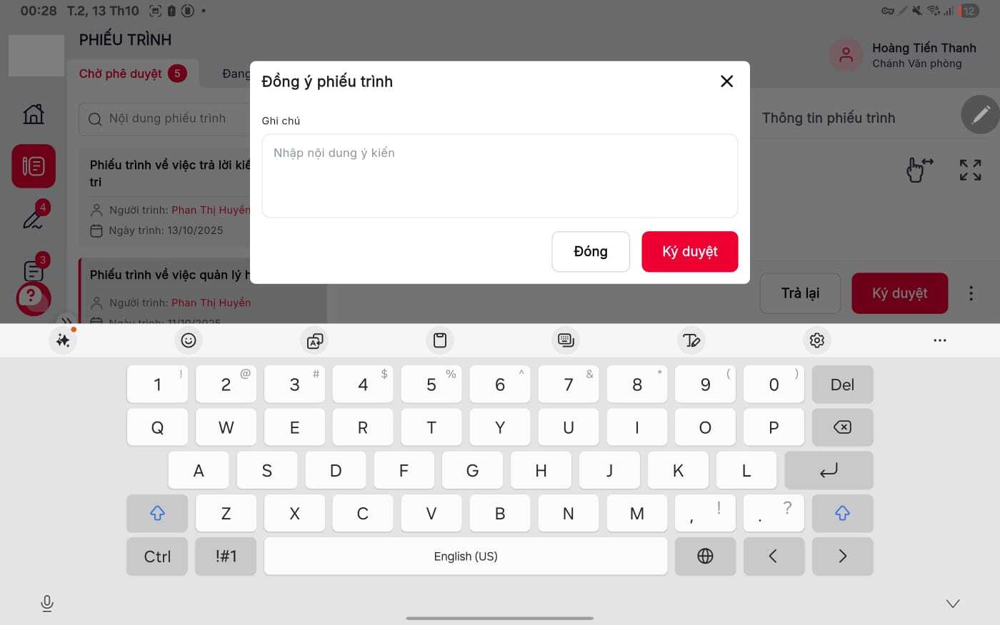 00:28 T.2, 13 Th10
12
PHIẾU TRÌNH
Hoàng Tiến Thanh
Chánh Văn phòng
Chờ phê duyệt 5
Đang
Đồng ý phiếu trình
Nội dung phiếu trình
Thông tin phiếu trình
Ghi chú
Nhập nội dung ý kiến
Phiếu trình về việc trả lời kiế
tri
Người trình: Phan Thị Huyền
Ngày trình: 13/10/2025
4
3
Đóng
Ký duyệt
Phiếu trình về việc quản lý h
Người trình: Phan Thị Huyền
Ngày trình: 11/10/2025
Trả lại
Ký duyệt
1 ! 2 @ 3 # 4 $ 5 % 6 ^ 7 & 8 * 9 ( 0 ) Del
Q W E R T Y U I O P
A S D F G H J K L
Z X C V B N M , ! . ?
Ctrl !#1 English (US)